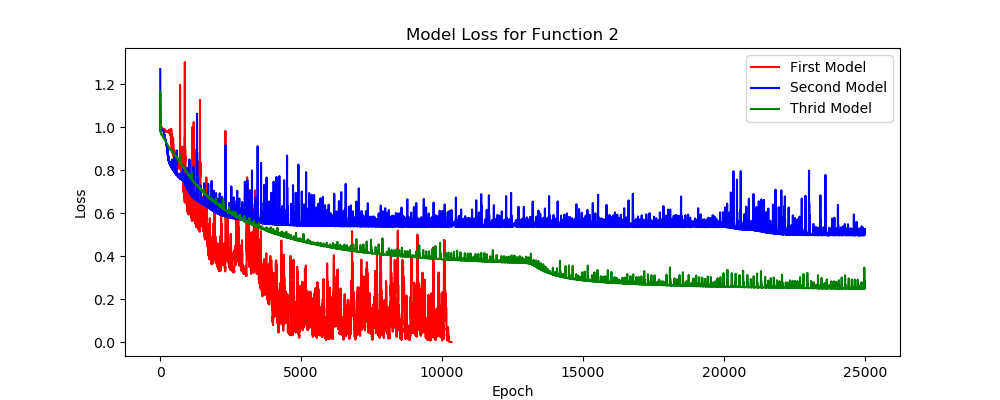 Model Loss for Function 2
First Model
Second Model
Thrid Model
Loss
1.2
1.0
0.8
0.6
0.4
0.2
0.0
0 5000 10000 15000 20000 25000
Epoch